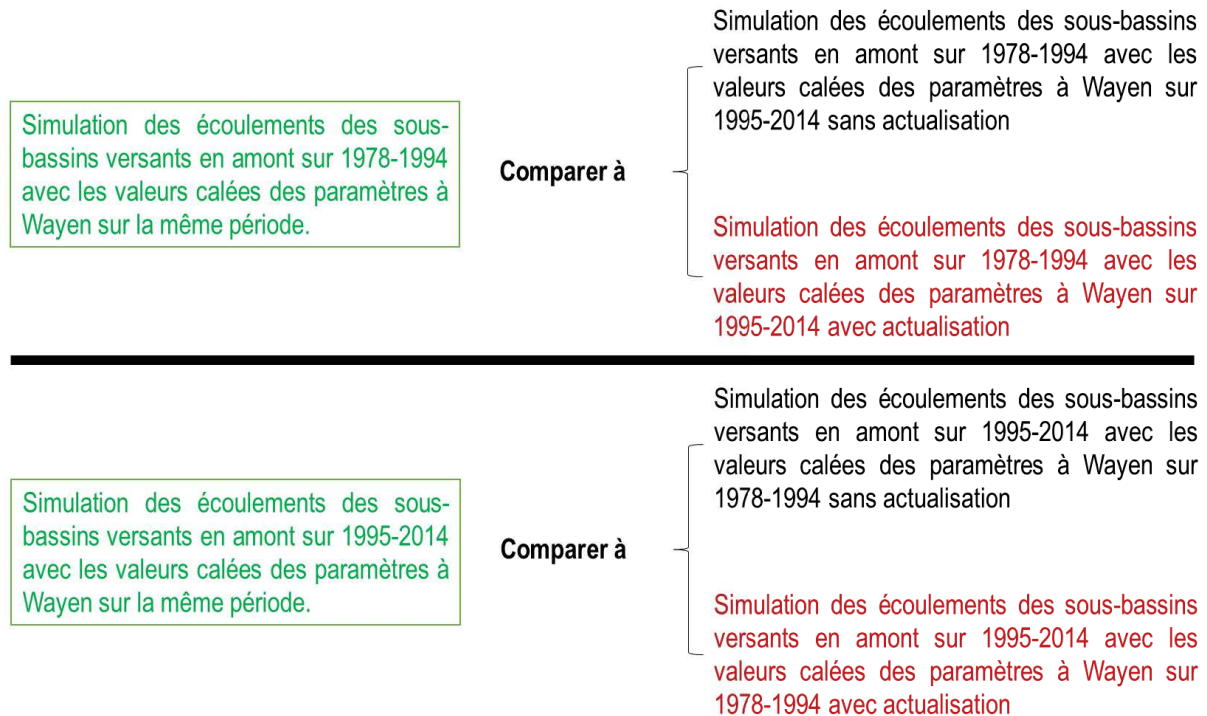 Simulation des écoulements des sous-
bassins versants en amont sur 1978-1994
avec les valeurs calées des paramètres à
Wayen sur la même période.
Comparer à
Simulation des écoulements des sous-bassins
versants en amont sur 1978-1994 avec les
valeurs calées des paramètres à Wayen sur
1995-2014 sans actualisation
Simulation des écoulements des sous-bassins
versants en amont sur 1978-1994 avec les
valeurs calées des paramètres à Wayen sur
1995-2014 avec actualisation
Simulation des écoulements des sous-
bassins versants en amont sur 1995-2014
avec les valeurs calées des paramètres à
Wayen sur la même période.
Comparer à
Simulation des écoulements des sous-bassins
versants en amont sur 1995-2014 avec les
valeurs calées des paramètres à Wayen sur
1978-1994 sans actualisation
Simulation des écoulements des sous-bassins
versants en amont sur 1995-2014 avec les
valeurs calées des paramètres à Wayen sur
1978-1994 avec actualisation